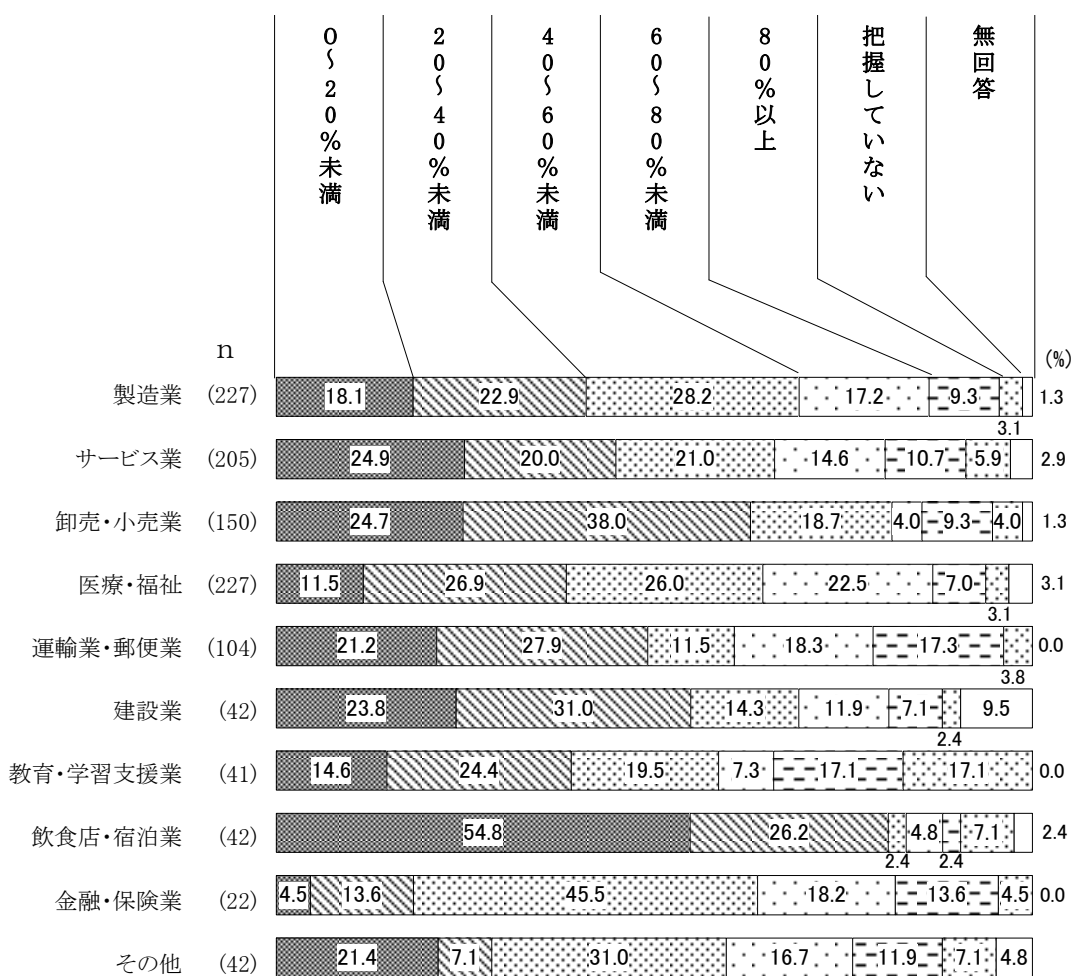 0~20%未満
20~40%未満
40~60%未満
60~80%未満
80%以上
把握していない
無回答
n
(%)
製造業 (227) 18.1 22.9 28.2 17.2 9.3 3.1 1.3
サービス業 (205) 24.9 20.0 21.0 14.6 10.7 5.9 2.9
卸売・小売業 (150) 24.7 38.0 18.7 4.0 9.3 4.0 1.3
医療・福祉 (227) 11.5 26.9 26.0 22.5 7.0 3.1 3.1
運輸業・郵便業 (104) 21.2 27.9 11.5 18.3 17.3 3.8 0.0
建設業 (42) 23.8 31.0 14.3 11.9 7.1 2.4 9.5
教育・学習支援業 (41) 14.6 24.4 19.5 7.3 17.1 17.1 0.0
飲食店・宿泊業 (42) 54.8 26.2 2.4 4.8 2.4 7.1 2.4
金融・保険業 (22) 4.5 13.6 45.5 18.2 13.6 4.5 0.0
その他 (42) 21.4 7.1 31.0 16.7 11.9 7.1 4.8